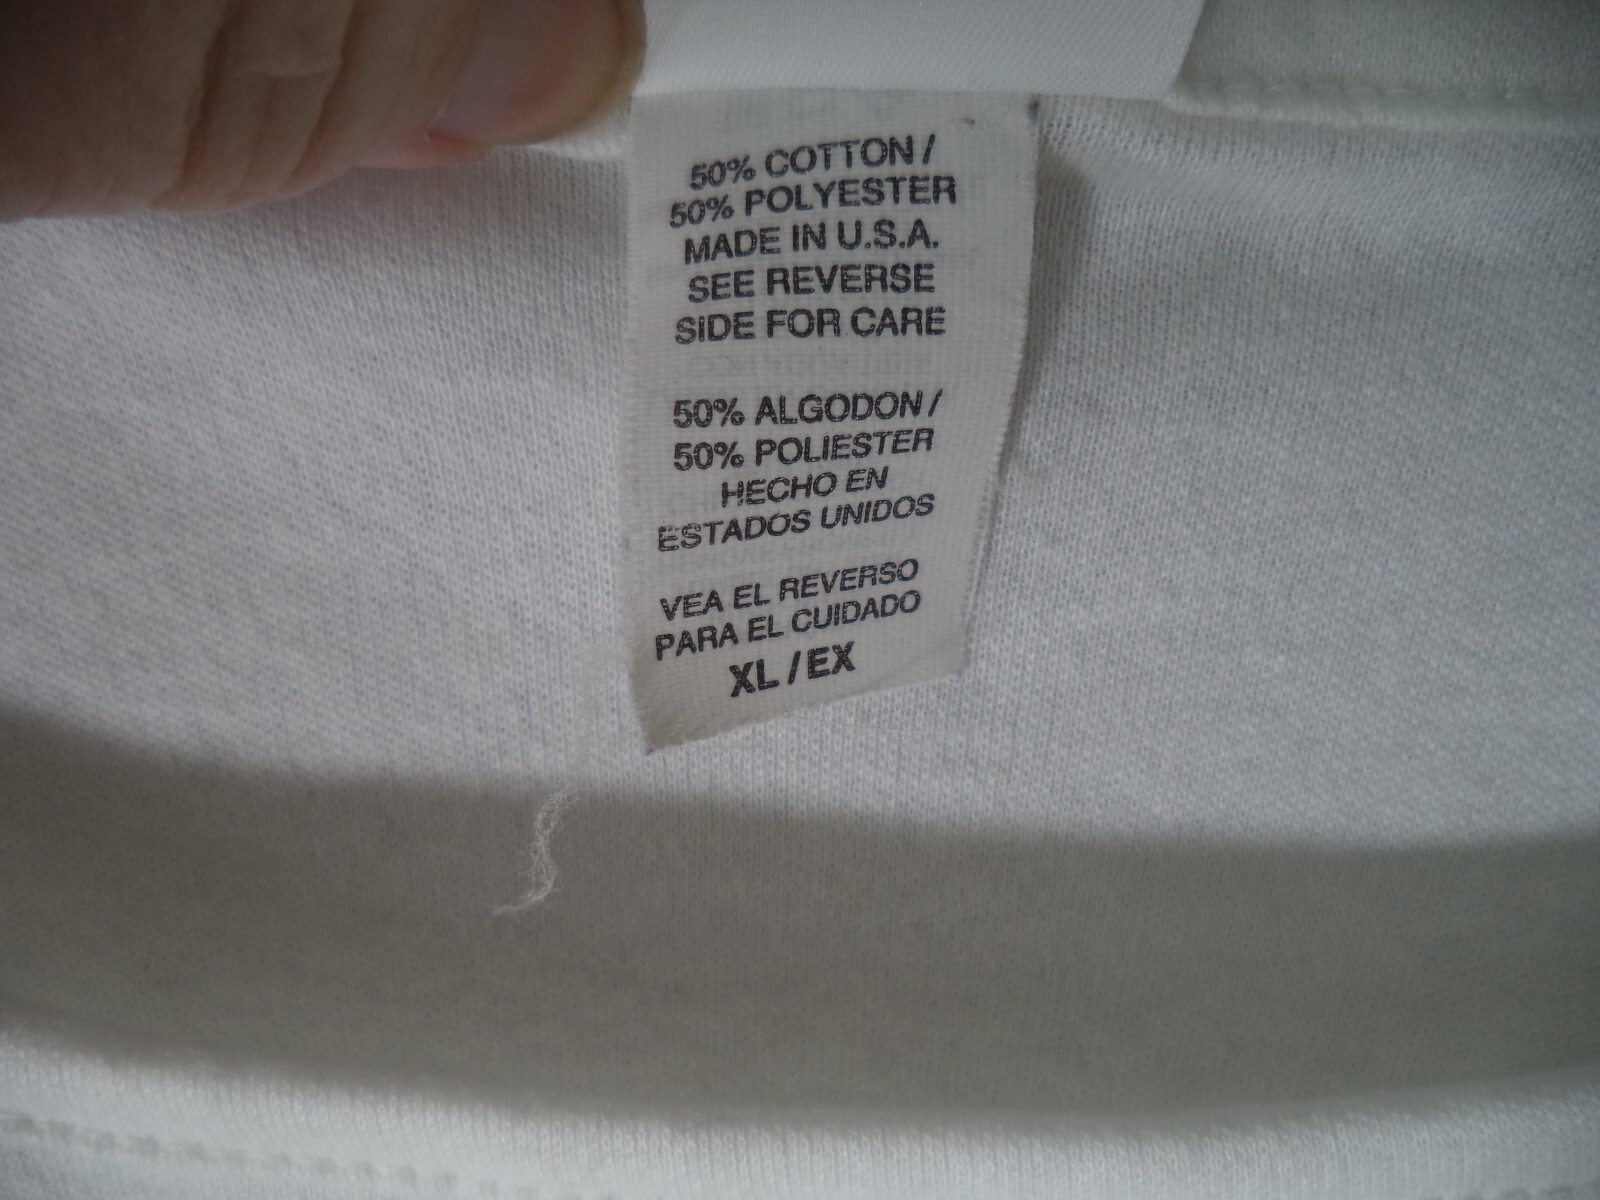 50% COTTON /
50% POLYESTER
MADE IN U.S.A.
SEE REVERSE
SIDE FOR CARE
50% ALGODON /
50% POLIESTER
HECHO EN
ESTADOS UNIDOS
VEA EL REVERSO
PARA EL CUIDADO
XL / EX